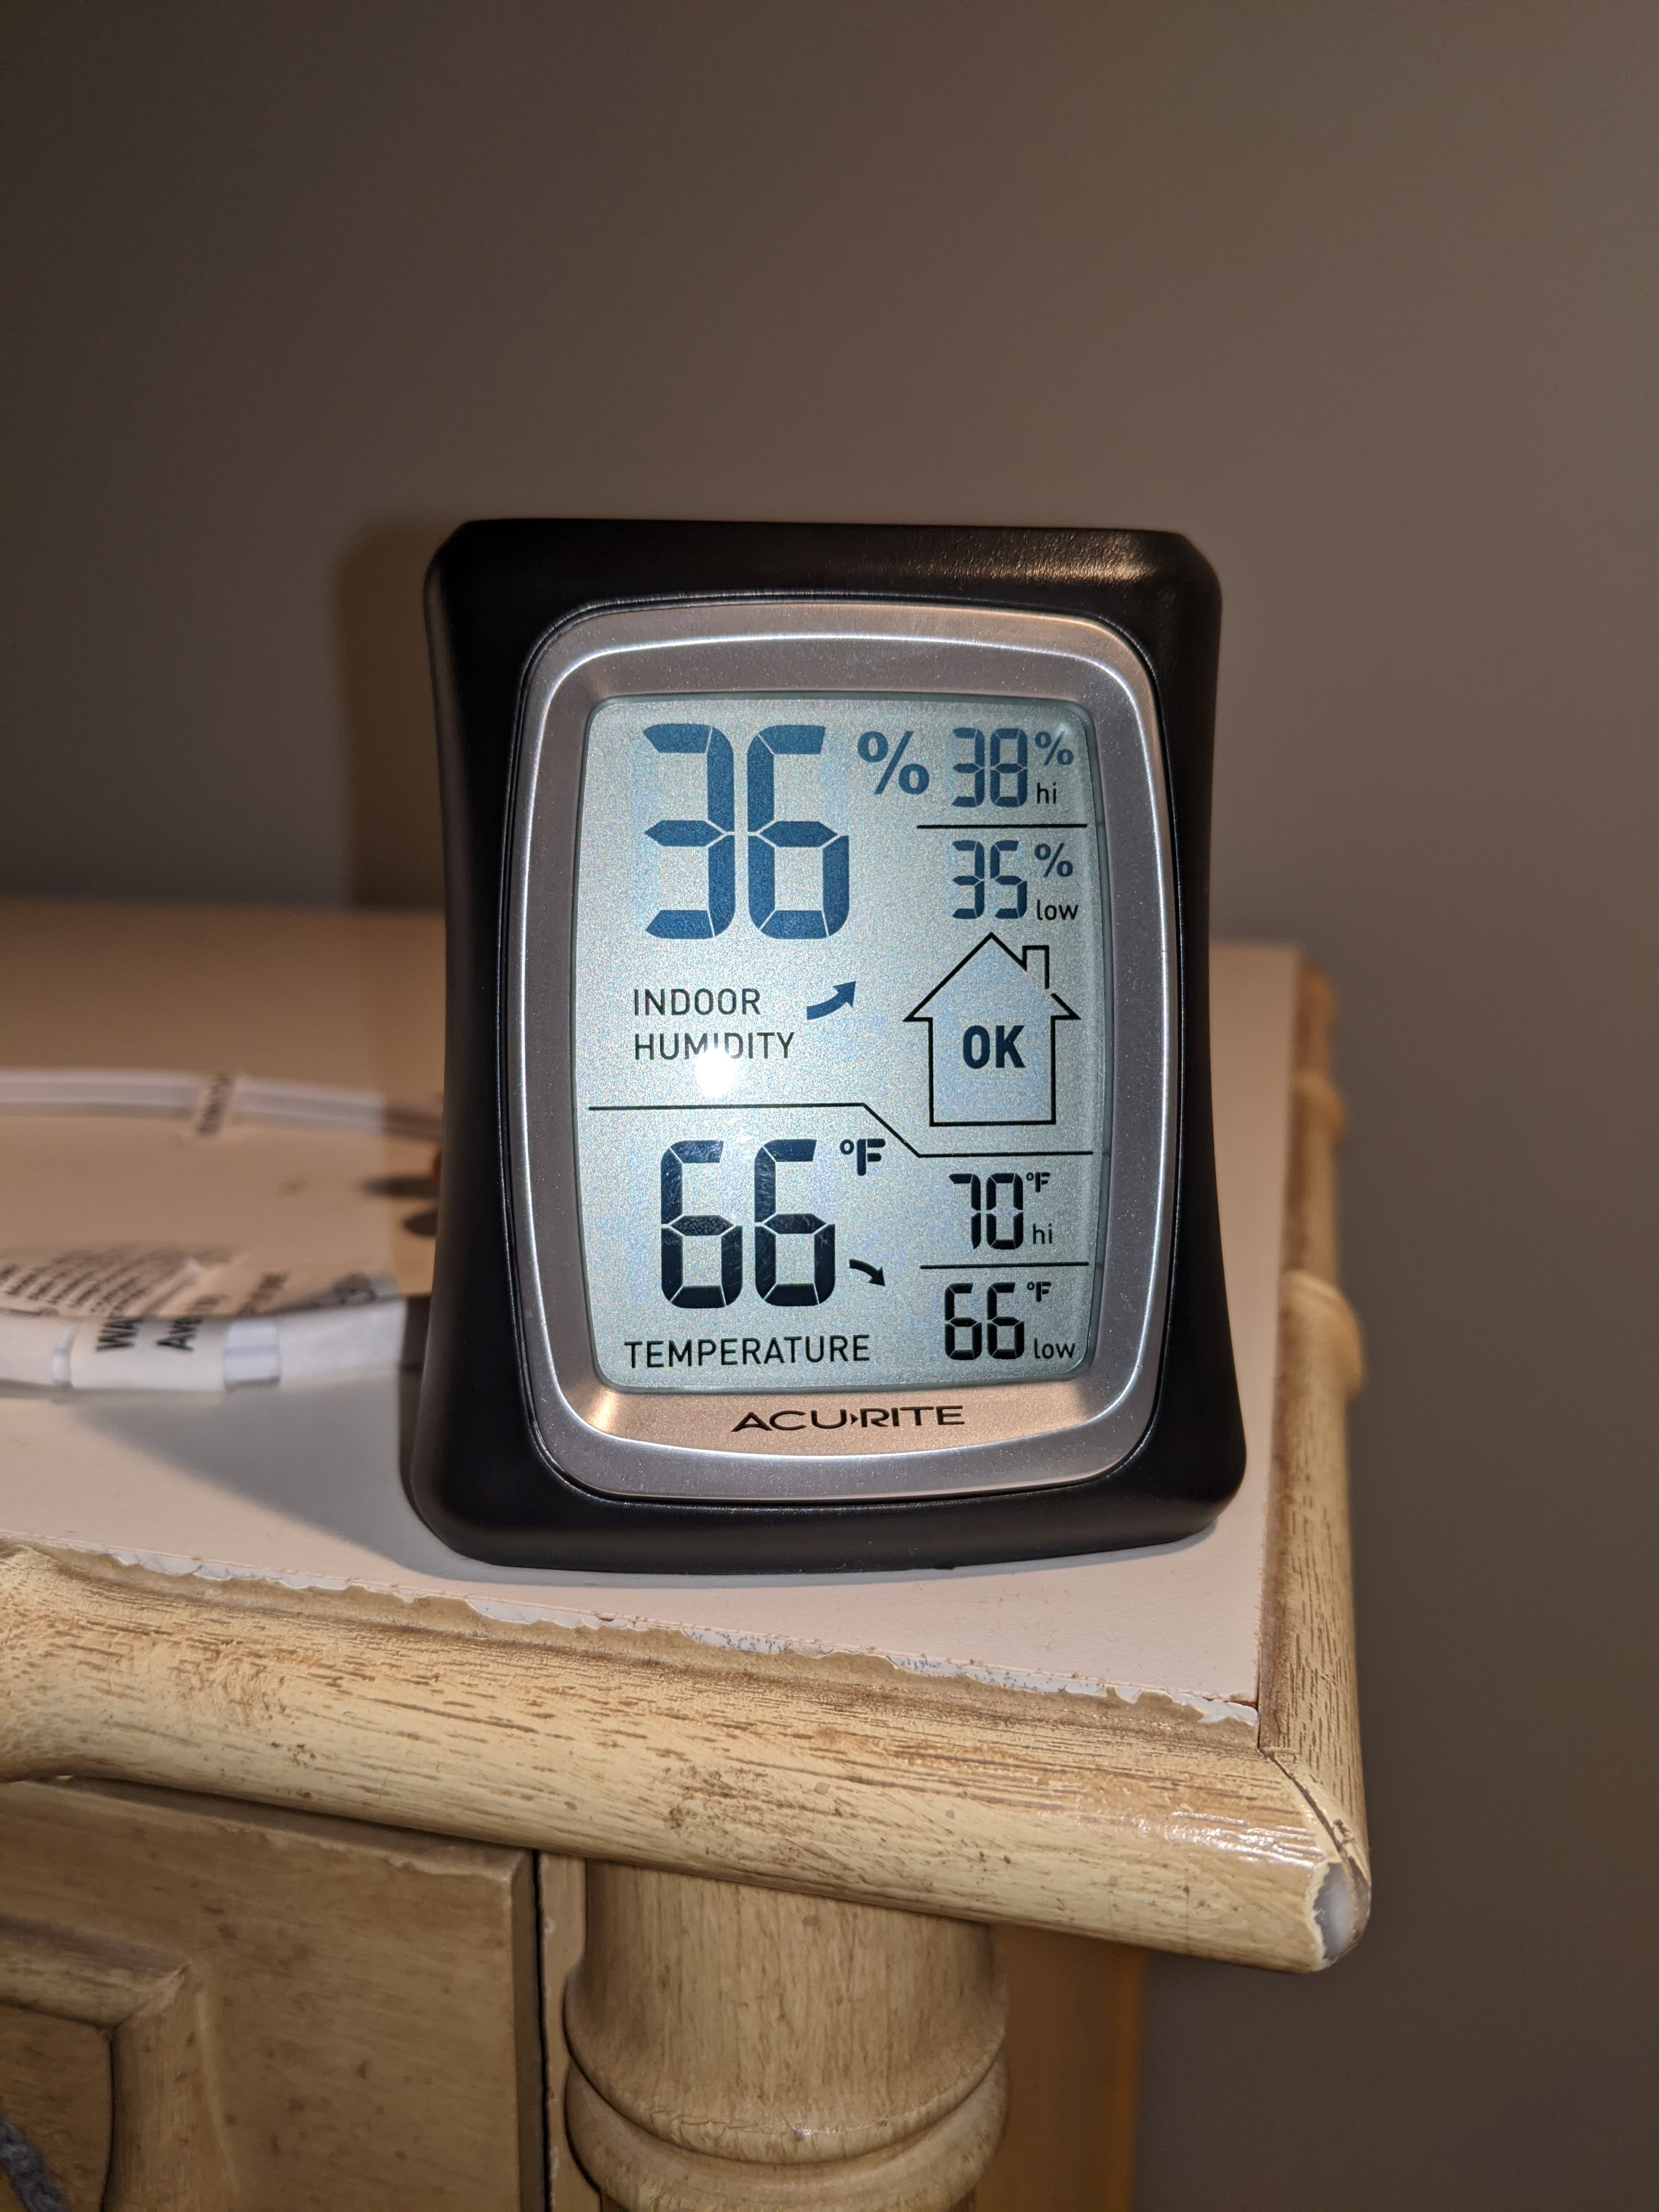 36 % 38 % hi
35 % low
INDOOR
HUMIDITY
OK
66 °F 70 °F hi
66 °F low
TEMPERATURE
ACU›RITE